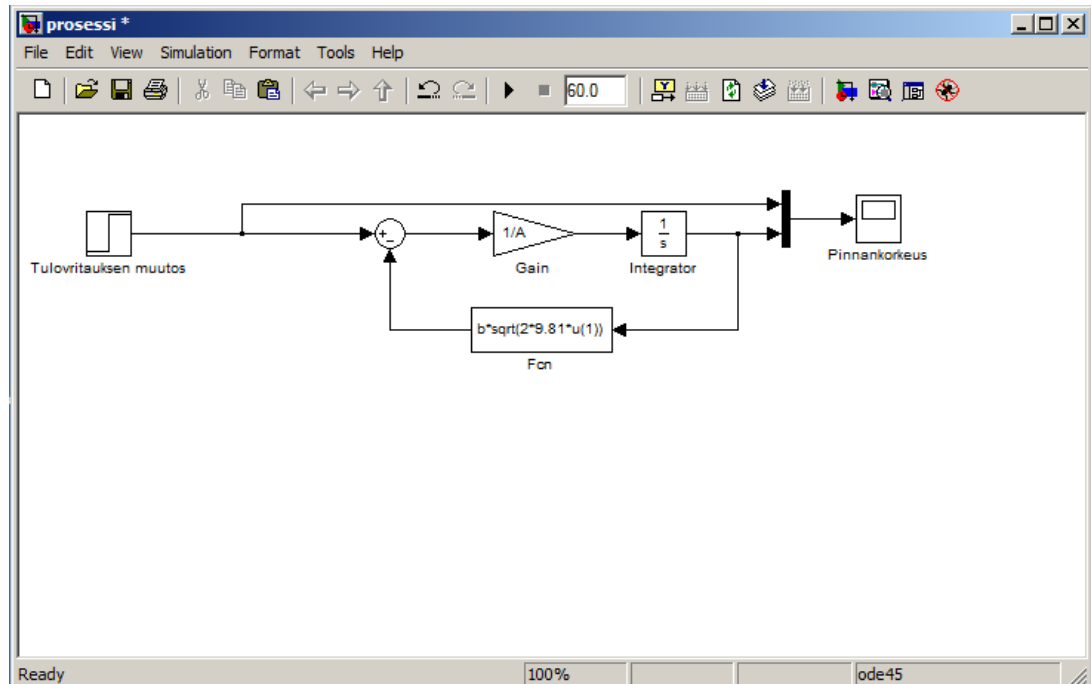 prosessi *
File Edit View Simulation Format Tools Help
60.0
Tulovritauksen muutos
+
-
1/A
Gain
1
s
Integrator
Pinnankorkeus
b*sqrt(2*9.81*u(1))
Fcn
Ready 100% ode45